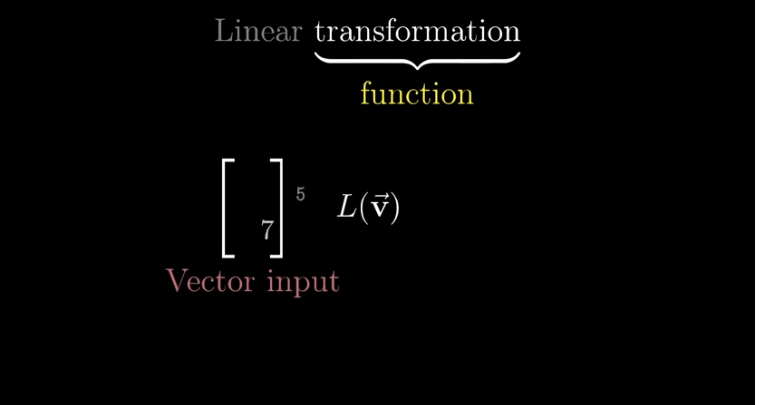 Linear transformation
function
[ 7 ] 5 L(v⃗)
Vector input